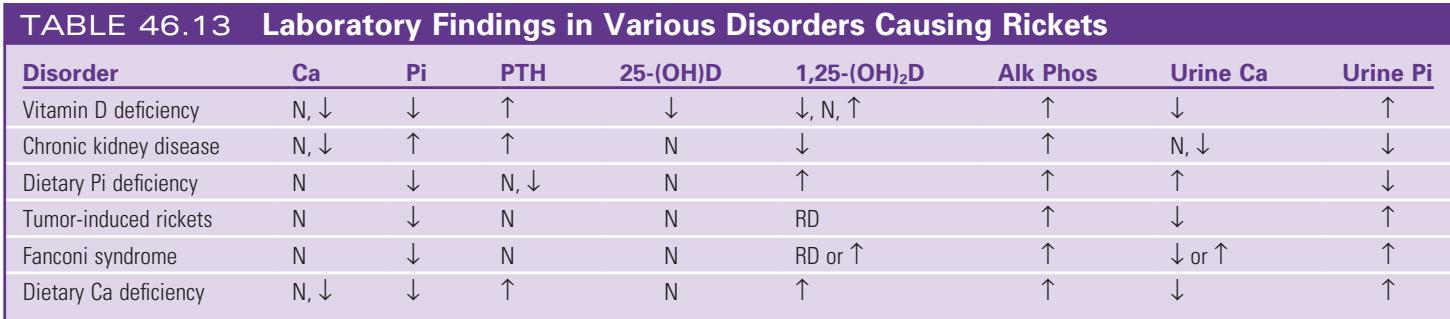 TABLE 46.13 Laboratory Findings in Various Disorders Causing Rickets
Disorder Ca Pi PTH 25-(OH)D 1,25-(OH)₂D Alk Phos Urine Ca Urine Pi
Vitamin D deficiency N, ↓ ↓ ↑ ↓ ↓, N, ↑ ↑ ↓ ↑
Chronic kidney disease N, ↓ ↑ ↑ N ↓ ↑ N, ↓ ↓
Dietary Pi deficiency N ↓ N, ↓ N ↑ ↑ ↑ ↓
Tumor-induced rickets N ↓ N N RD ↑ ↓ ↑
Fanconi syndrome N ↓ N N RD or ↑ ↑ ↓ or ↑ ↑
Dietary Ca deficiency N, ↓ ↓ ↑ N ↑ ↑ ↓ ↑